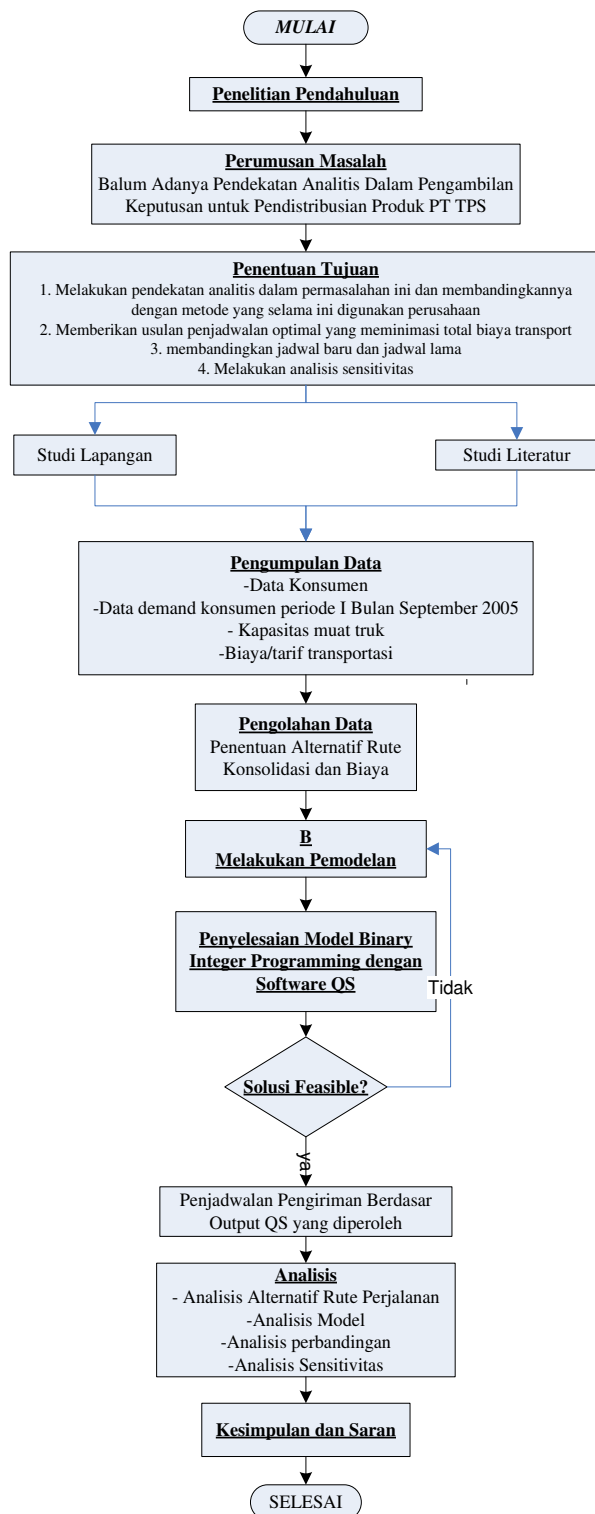 MULAI
Penelitian Pendahuluan
Perumusan Masalah
Balum Adanya Pendekatan Analitis Dalam Pengambilan
Keputusan untuk Pendistribusian Produk PT TPS
Penentuan Tujuan
1. Melakukan pendekatan analitis dalam permasalahan ini dan membandingkannya
dengan metode yang selama ini digunakan perusahaan
2. Memberikan usulan penjadwalan optimal yang meminimasi total biaya transport
3. membandingkan jadwal baru dan jadwal lama
4. Melakukan analisis sensitivitas
Studi Lapangan
Studi Literatur
Pengumpulan Data
-Data Konsumen
-Data demand konsumen periode I Bulan September 2005
- Kapasitas muat truk
-Biaya/tarif transportasi
Pengolahan Data
Penentuan Alternatif Rute
Konsolidasi dan Biaya
B
Melakukan Pemodelan
Penyelesaian Model Binary
Integer Programming dengan
Software QS
Tidak
Solusi Feasible?
ya
Penjadwalan Pengiriman Berdasar
Output QS yang diperoleh
Analisis
- Analisis Alternatif Rute Perjalanan
-Analisis Model
-Analisis perbandingan
-Analisis Sensitivitas
Kesimpulan dan Saran
SELESAI